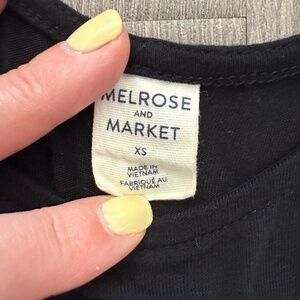 MELROSE
AND
MARKET
XS
MADE IN
VIETNAM
FABRIQUÉ AU
VIETNAM